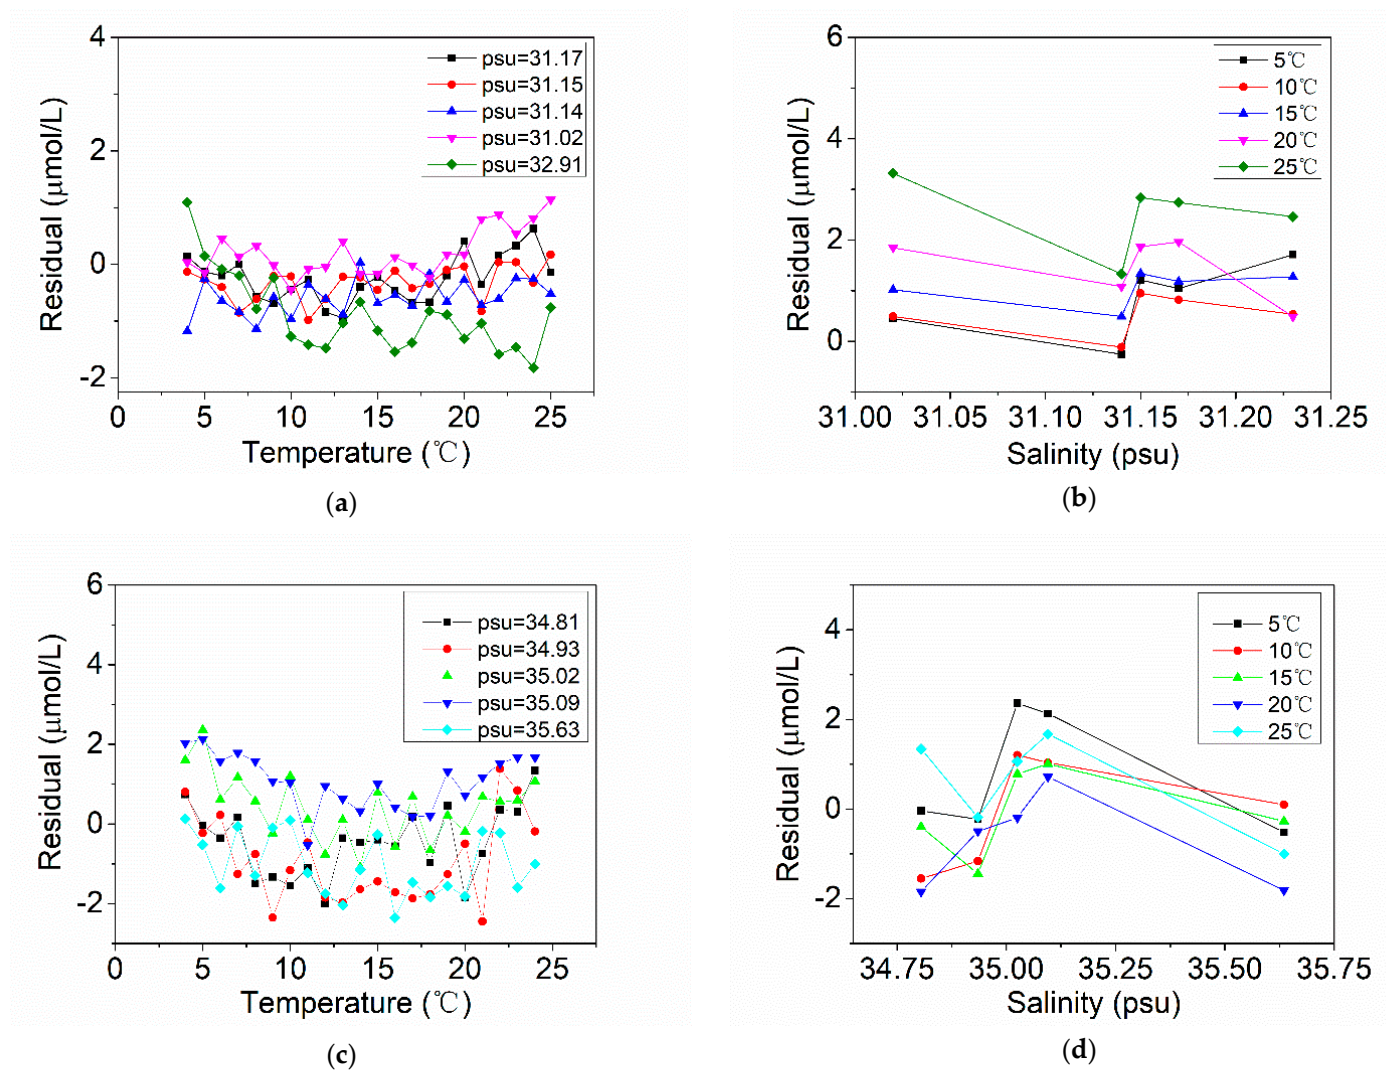 4
2
0
-2
Residual (μmol/L)
psu=31.17
psu=31.15
psu=31.14
psu=31.02
psu=32.91
0 5 10 15 20 25
Temperature (℃)
(a)
6
4
2
0
Residual (μmol/L)
5℃
10℃
15℃
20℃
25℃
31.00 31.05 31.10 31.15 31.20 31.25
Salinity (psu)
(b)
6
4
2
0
-2
Residual (μmol/L)
psu=34.81
psu=34.93
psu=35.02
psu=35.09
psu=35.63
0 5 10 15 20 25
Temperature (℃)
(c)
4
2
0
-2
Residual (μmol/L)
5℃
10℃
15℃
20℃
25℃
34.75 35.00 35.25 35.50 35.75
Salinity (psu)
(d)